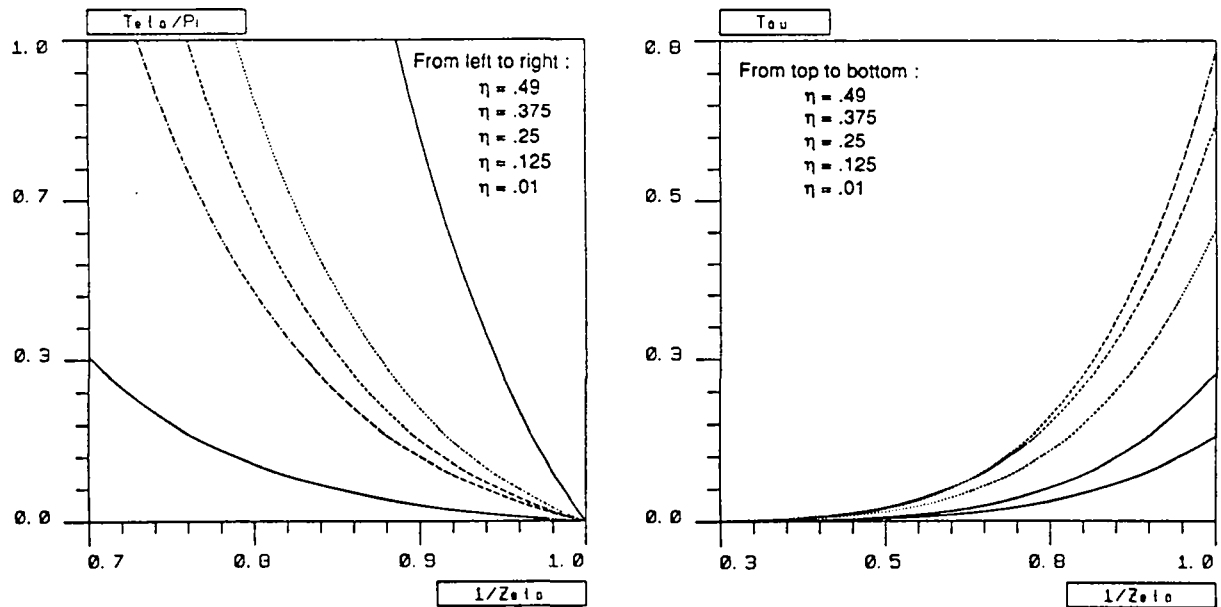 Teta/Pi
1.0
0.7
0.3
0.0
0.7
0.8
0.9
1.0
1/Zeta
From left to right :
η = .49
η = .375
η = .25
η = .125
η = .01
Tau
0.8
0.5
0.3
0.0
0.3
0.5
0.8
1.0
1/Zeta
From top to bottom :
η = .49
η = .375
η = .25
η = .125
η = .01